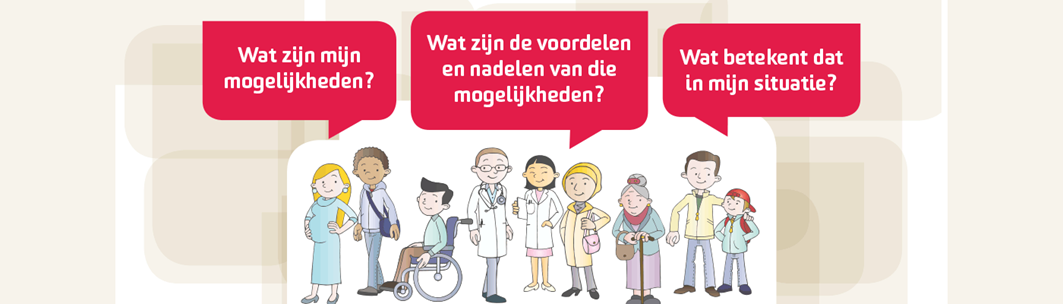 Wat zijn mijn
mogelijkheden?
Wat zijn de voordelen
en nadelen van die
mogelijkheden?
Wat betekent dat
in mijn situatie?